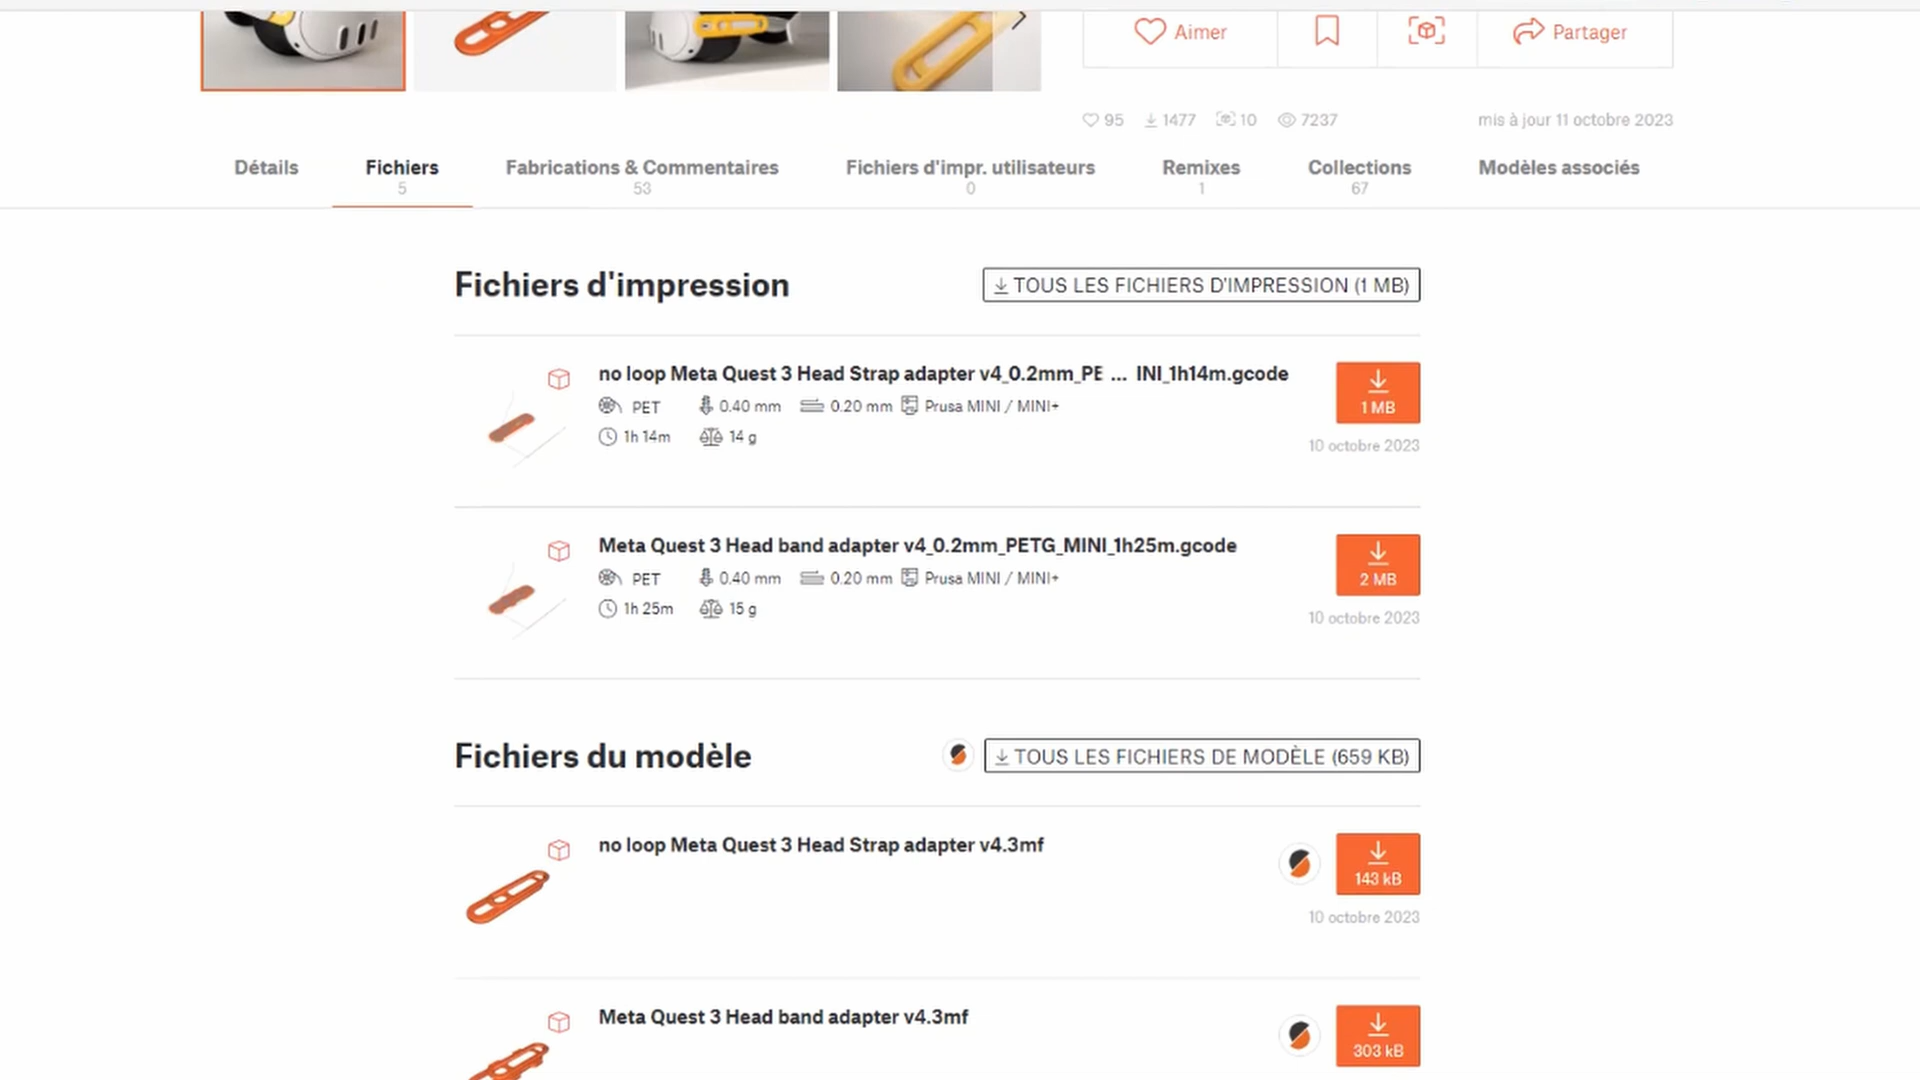 Aimer
Partager
95 1477 10 7237 mis à jour 11 octobre 2023
Détails Fichiers Fabrications & Commentaires Fichiers d'impr. utilisateurs Remixes Collections Modèles associés
5 53 0 1 67
Fichiers d'impression TOUS LES FICHIERS D'IMPRESSION (1 MB)
no loop Meta Quest 3 Head Strap adapter v4_0.2mm_PE ... INI_1h14m.gcode
PET 0.40 mm 0.20 mm Prusa MINI / MINI+ 1 MB
1h 14m 14 g 10 octobre 2023
Meta Quest 3 Head band adapter v4_0.2mm_PETG_MINI_1h25m.gcode
PET 0.40 mm 0.20 mm Prusa MINI / MINI+ 2 MB
1h 25m 15 g 10 octobre 2023
Fichiers du modèle TOUS LES FICHIERS DE MODÈLE (659 KB)
no loop Meta Quest 3 Head Strap adapter v4.3mf
143 kB
10 octobre 2023
Meta Quest 3 Head band adapter v4.3mf
303 kB